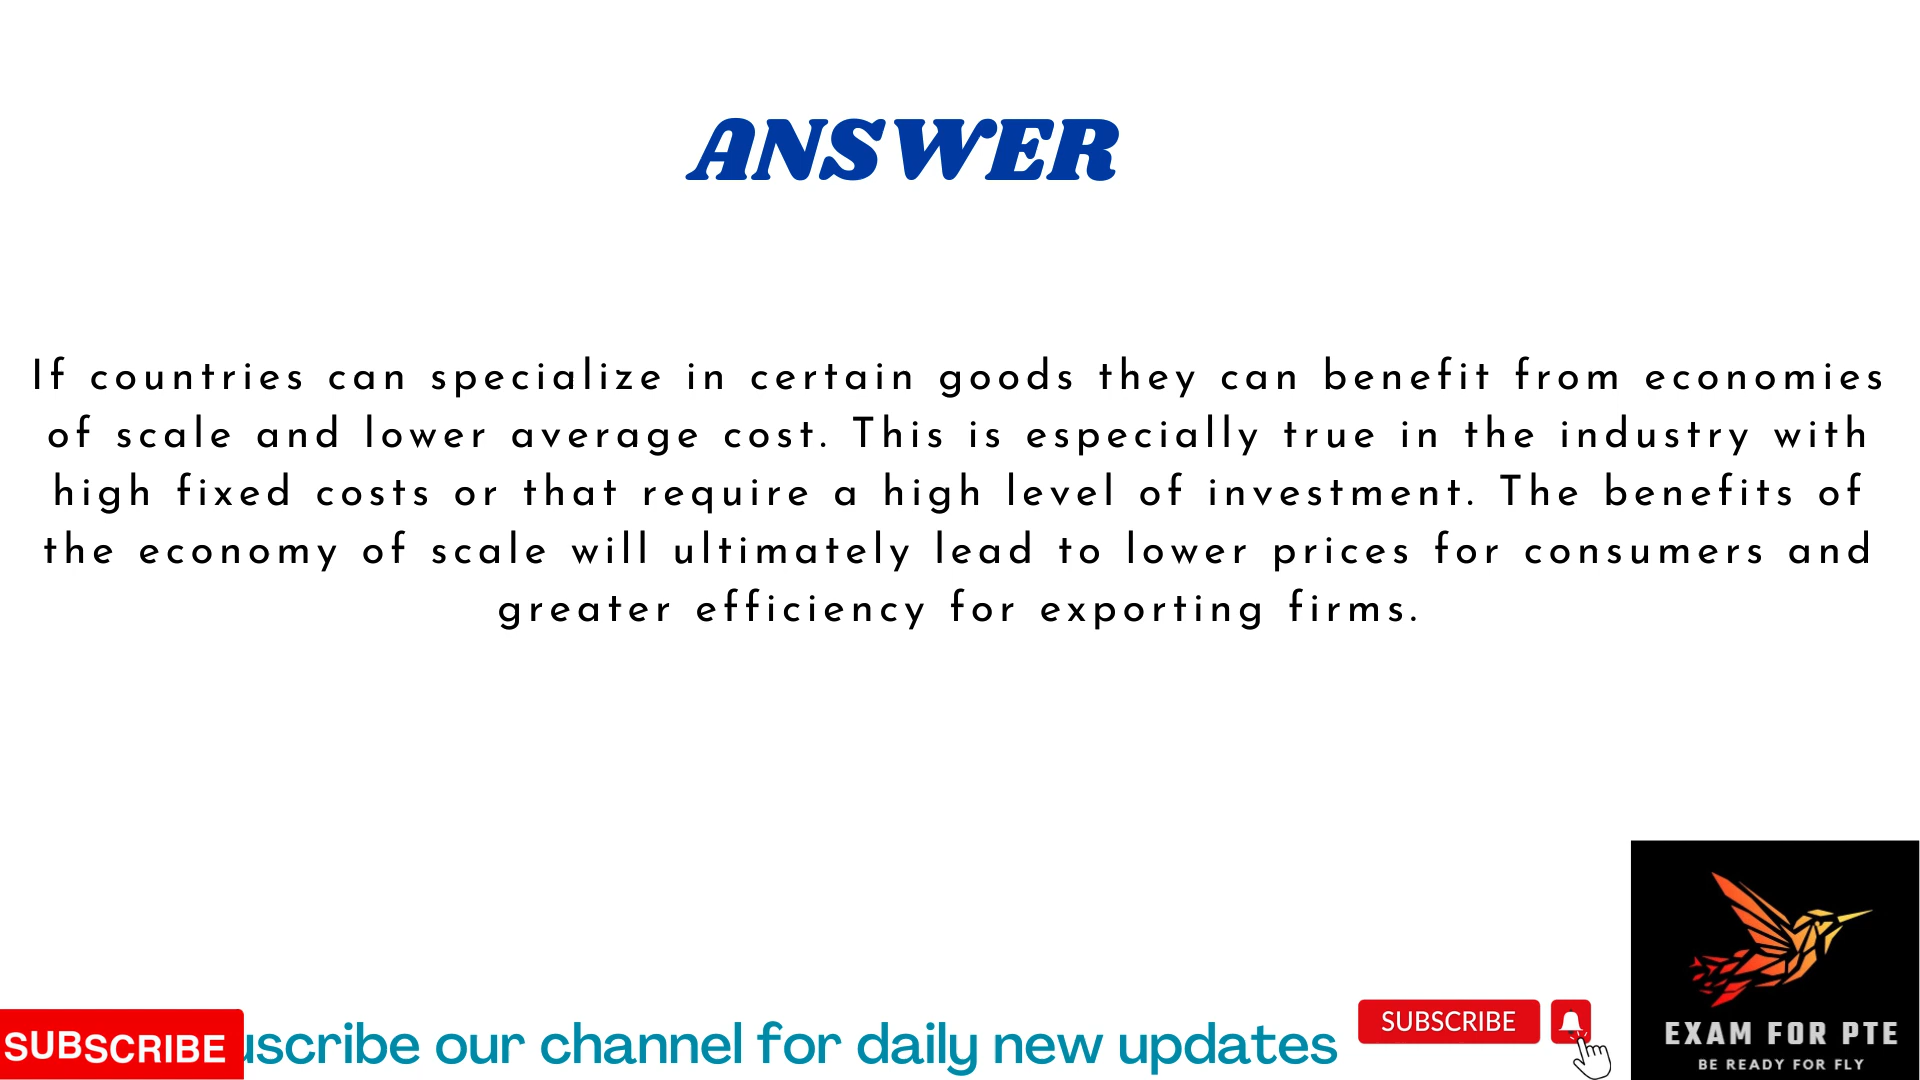 ANSWER
If countries can specialize in certain goods they can benefit from economies
of scale and lower average cost. This is especially true in the industry with
high fixed costs or that require a high level of investment. The benefits of
the economy of scale will ultimately lead to lower prices for consumers and
greater efficiency for exporting firms.
SUBSCRIBE
uscribe our channel for daily new updates
SUBSCRIBE
EXAM FOR PTE
BE READY FOR FLY